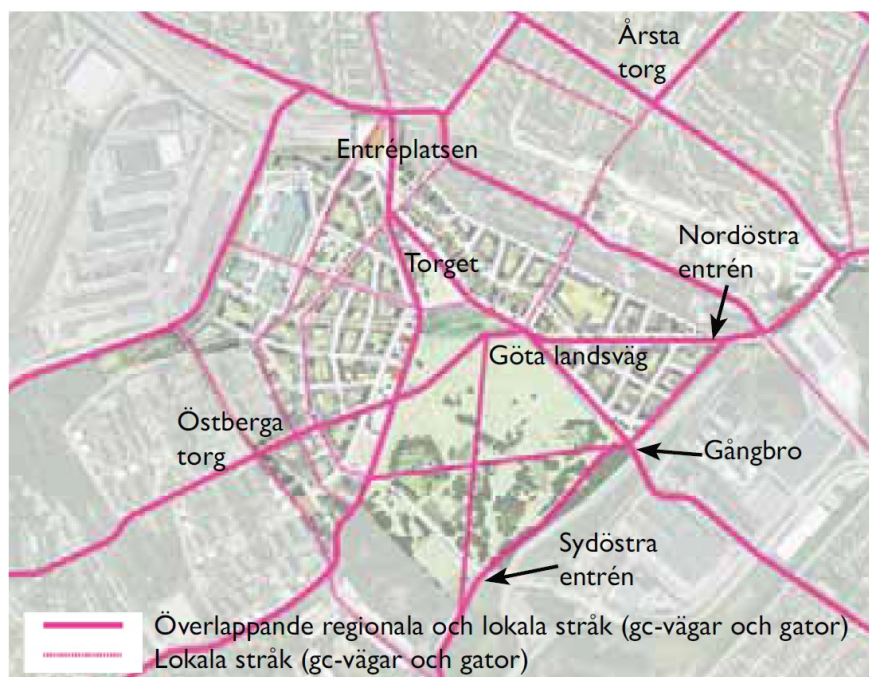 Årsta
torg
Entréplatsen
Nordöstra
entrén
Torget
Göta landsväg
Östberga
torg
Gångbro
Sydöstra
entrén
Överlappande regionala och lokala stråk (gc-vägar och gator)
Lokala stråk (gc-vägar och gator)